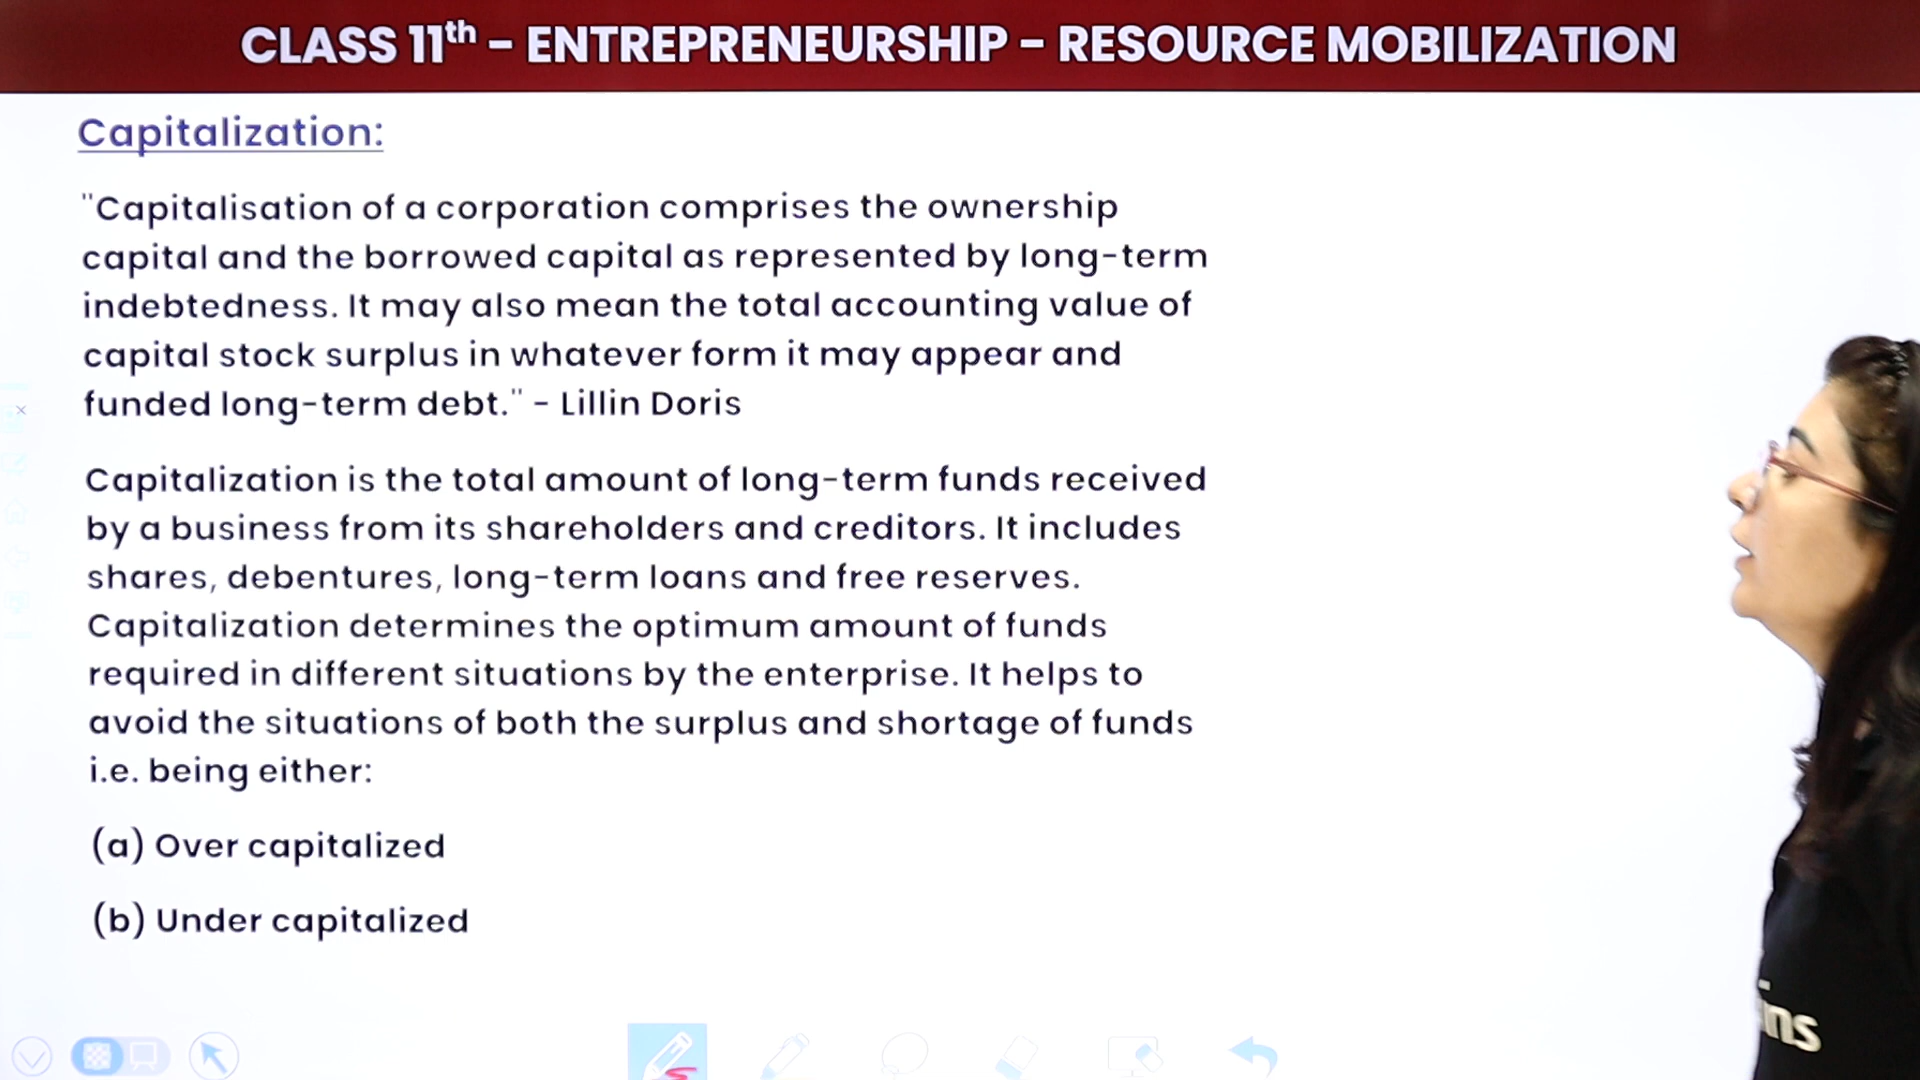 CLASS 11th - ENTREPRENEURSHIP - RESOURCE MOBILIZATION
Capitalization:
"Capitalisation of a corporation comprises the ownership
capital and the borrowed capital as represented by long-term
indebtedness. It may also mean the total accounting value of
capital stock surplus in whatever form it may appear and
funded long-term debt." - Lillin Doris
Capitalization is the total amount of long-term funds received
by a business from its shareholders and creditors. It includes
shares, debentures, long-term loans and free reserves.
Capitalization determines the optimum amount of funds
required in different situations by the enterprise. It helps to
avoid the situations of both the surplus and shortage of funds
i.e. being either:
(a) Over capitalized
(b) Under capitalized